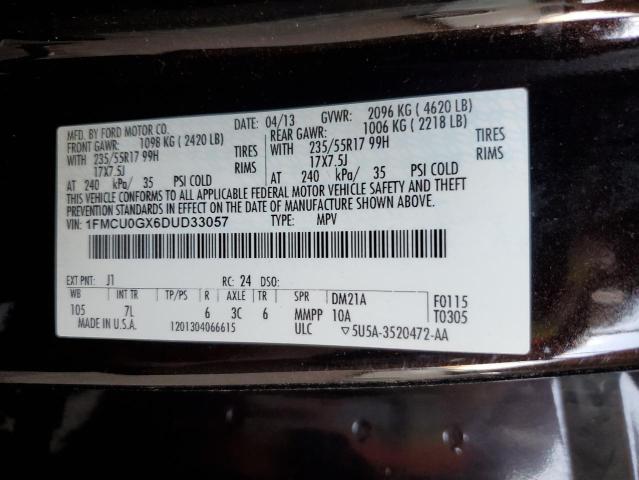 MFD. BY FORD MOTOR CO. DATE: 04/13 GVWR: 2096 KG ( 4620 LB)
FRONT GAWR: 1098 KG ( 2420 LB) REAR GAWR: 1006 KG ( 2218 LB)
WITH 235/55R17 99H TIRES WITH 235/55R17 99H TIRES
17X7.5J RIMS 17X7.5J RIMS
AT 240 kPa/ 35 PSI COLD AT 240 kPa/ 35 PSI COLD
THIS VEHICLE CONFORMS TO ALL APPLICABLE FEDERAL MOTOR VEHICLE SAFETY AND THEFT
PREVENTION STANDARDS IN EFFECT ON THE DATE OF MANUFACTURE SHOWN ABOVE.
VIN: 1FMCU0GX6DUD33057 TYPE: MPV
EXT PNT: J1 RC: 24 DSO:
WB INT TR TP/PS R AXLE TR SPR DM21A F0115
105 7L 6 3C 6 MMPP 10A T0305
MADE IN U.S.A. 1201304066615 ULC ▽5U5A-3520472-AA